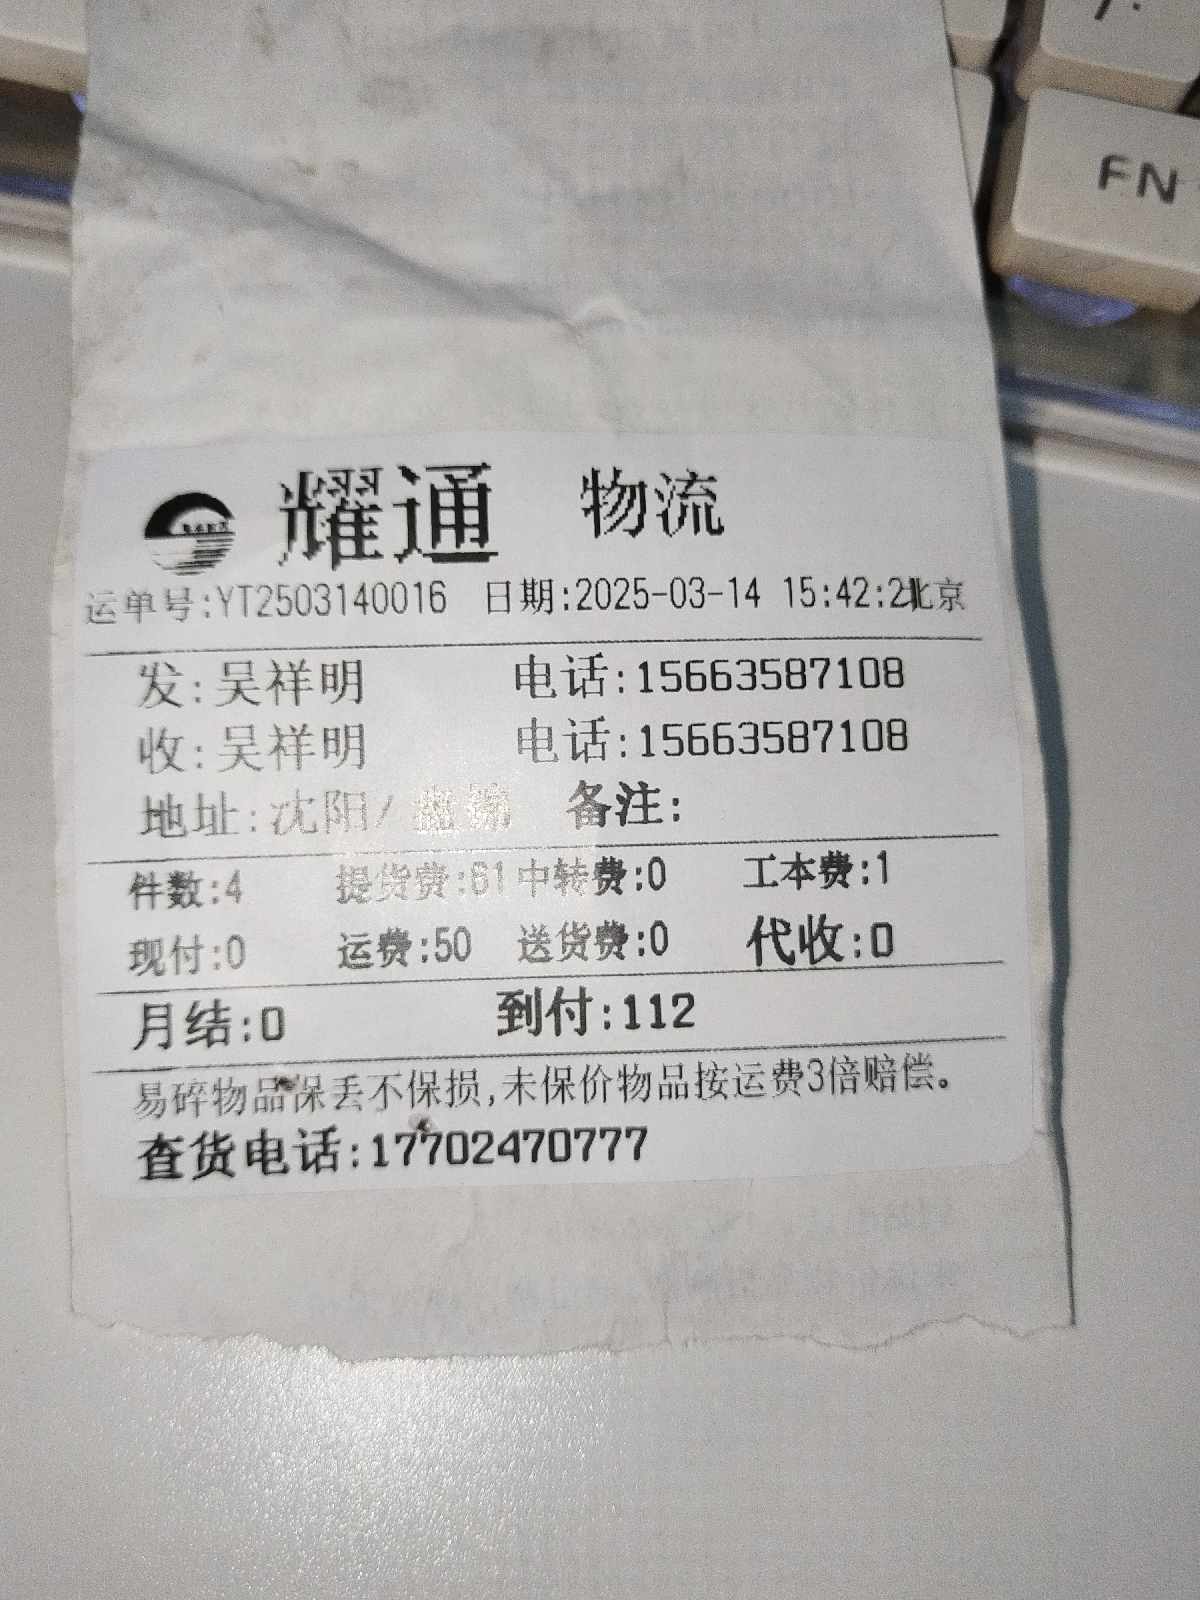 FN
耀通 物流
运单号:YT2503140016 日期:2025-03-14 15:42:2 北京
发:吴祥明 电话:15663587108
收:吴祥明 电话:15663587108
地址:沈阳/ 盘锦 备注:
件数:4 提货费:61 中转费:0 工本费:1
现付:0 运费:50 送货费:0 代收:0
月结:0 到付:112
易碎物品保丢不保损,未保价物品按运费3倍赔偿。
查货电话:17702470777